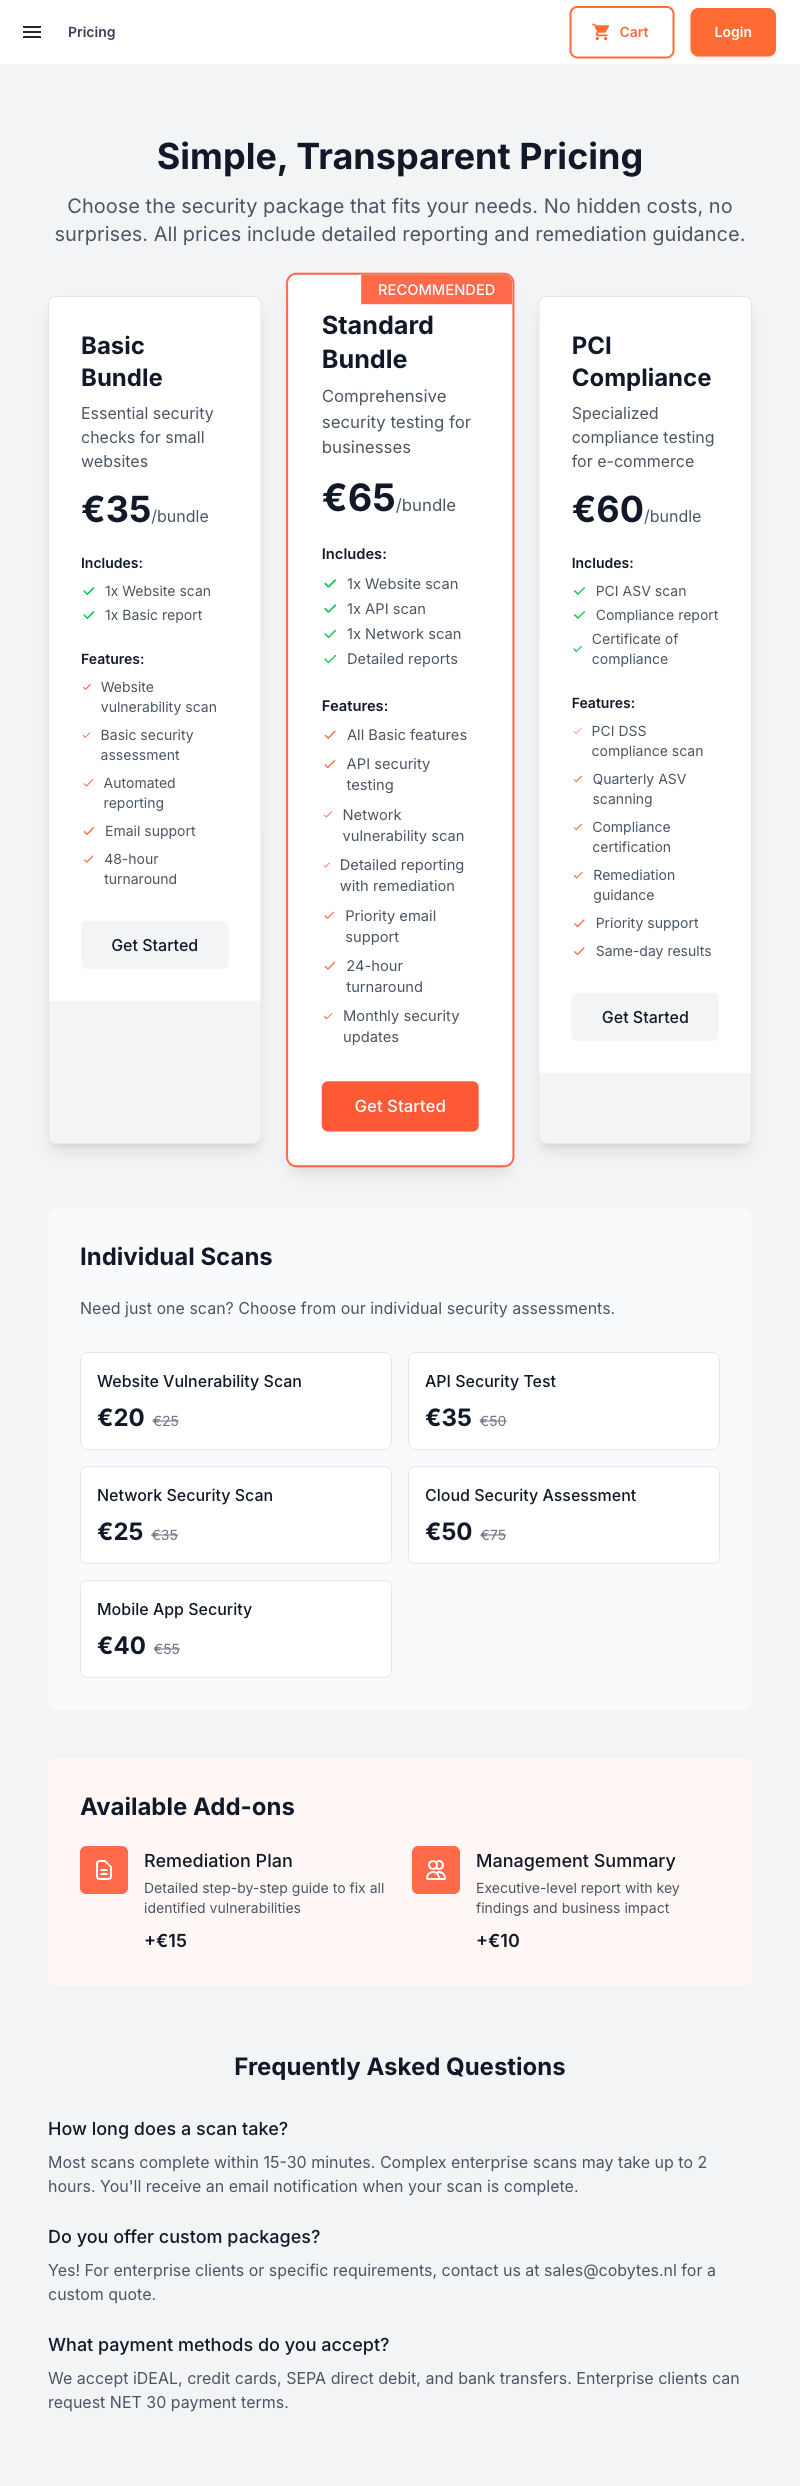 Pricing
Cart
Login
Simple, Transparent Pricing
Choose the security package that fits your needs. No hidden costs, no
surprises. All prices include detailed reporting and remediation guidance.
Basic
Bundle
Essential security
checks for small
websites
€35/bundle
Includes:
1x Website scan
1x Basic report
Features:
Website
vulnerability scan
Basic security
assessment
Automated
reporting
Email support
48-hour
turnaround
Get Started
RECOMMENDED
Standard
Bundle
Comprehensive
security testing for
businesses
€65/bundle
Includes:
1x Website scan
1x API scan
1x Network scan
Detailed reports
Features:
All Basic features
API security
testing
Network
vulnerability scan
Detailed reporting
with remediation
Priority email
support
24-hour
turnaround
Monthly security
updates
Get Started
PCI
Compliance
Specialized
compliance testing
for e-commerce
€60/bundle
Includes:
PCI ASV scan
Compliance report
Certificate of
compliance
Features:
PCI DSS
compliance scan
Quarterly ASV
scanning
Compliance
certification
Remediation
guidance
Priority support
Same-day results
Get Started
Individual Scans
Need just one scan? Choose from our individual security assessments.
Website Vulnerability Scan
€20 €25
API Security Test
€35 €50
Network Security Scan
€25 €35
Cloud Security Assessment
€50 €75
Mobile App Security
€40 €55
Available Add-ons
Remediation Plan
Detailed step-by-step guide to fix all
identified vulnerabilities
+€15
Management Summary
Executive-level report with key
findings and business impact
+€10
Frequently Asked Questions
How long does a scan take?
Most scans complete within 15-30 minutes. Complex enterprise scans may take up to 2
hours. You'll receive an email notification when your scan is complete.
Do you offer custom packages?
Yes! For enterprise clients or specific requirements, contact us at sales@cobytes.nl for a
custom quote.
What payment methods do you accept?
We accept iDEAL, credit cards, SEPA direct debit, and bank transfers. Enterprise clients can
request NET 30 payment terms.